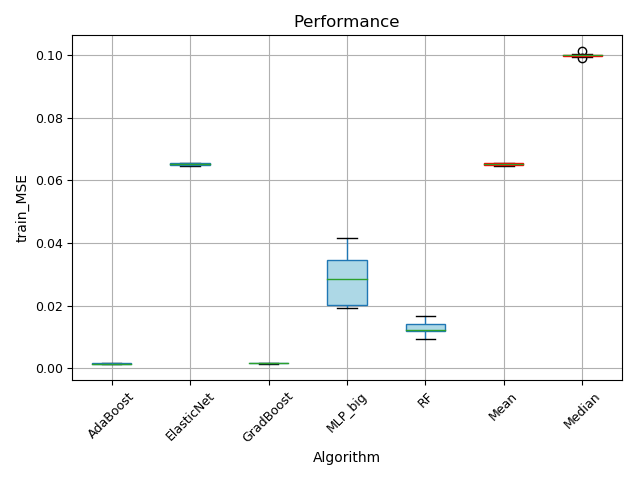 Performance
0.10
0.08
0.06
0.04
0.02
0.00
train_MSE
AdaBoost
ElasticNet
GradBoost
MLP_big
RF
Mean
Median
Algorithm